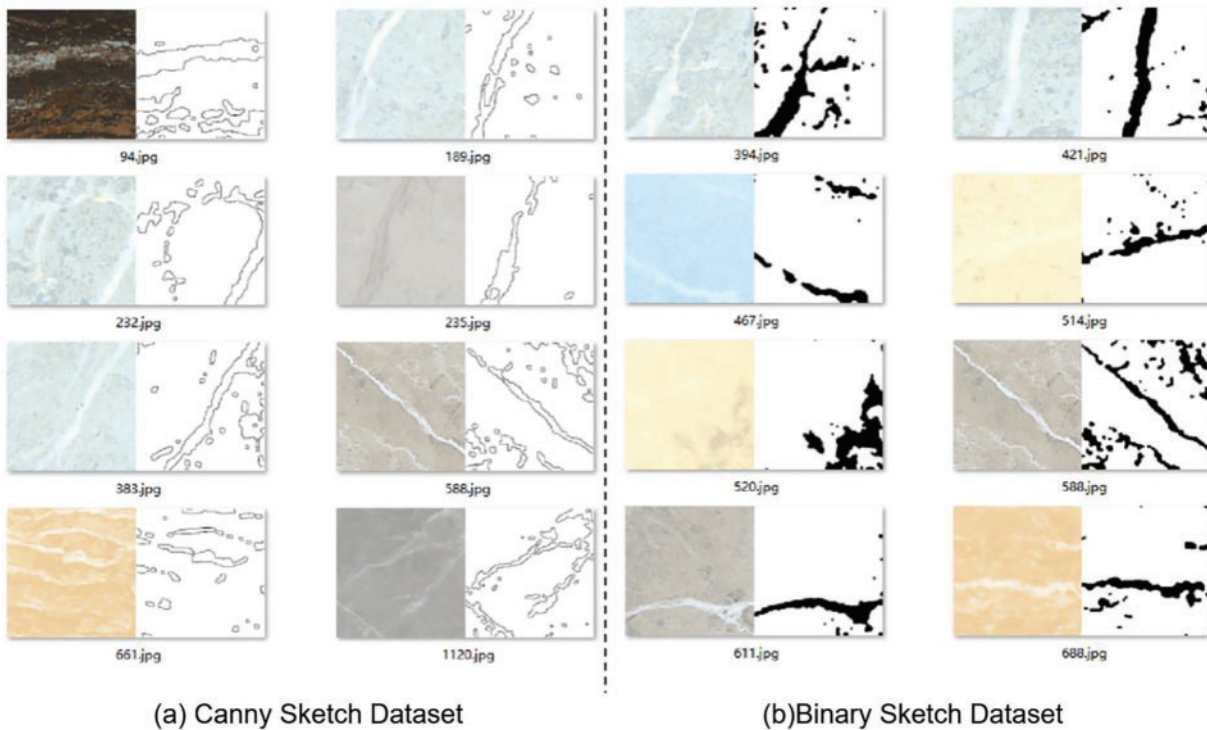 94.jpg
189.jpg
394.jpg
421.jpg
232.jpg
235.jpg
467.jpg
514.jpg
383.jpg
588.jpg
520.jpg
588.jpg
661.jpg
1120.jpg
611.jpg
688.jpg
(a) Canny Sketch Dataset
(b)Binary Sketch Dataset